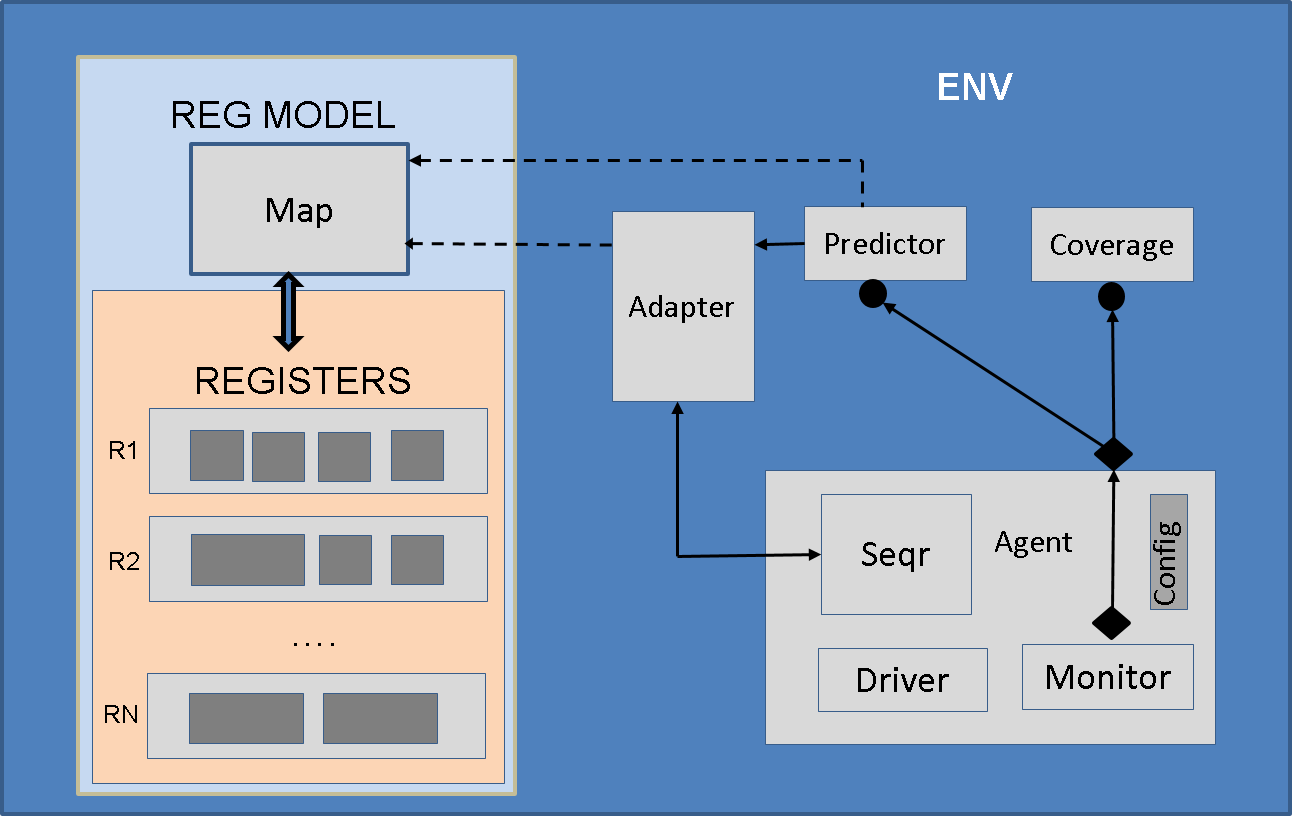 ENV
REG MODEL
Map
Predictor
Coverage
Adapter
REGISTERS
R1
R2
....
RN
Seqr
Agent
Config
Driver
Monitor